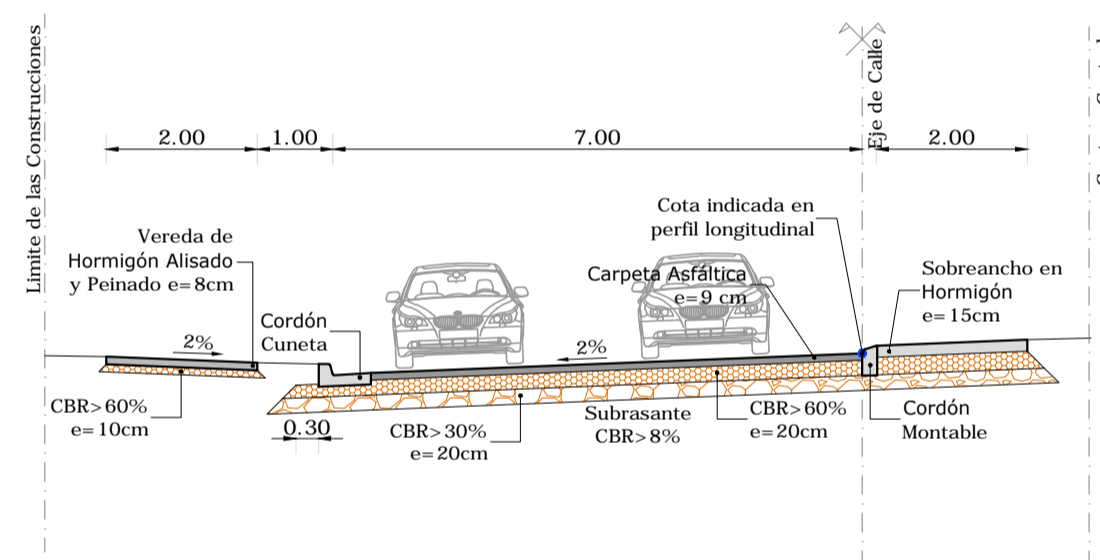 Limite de las Construcciones
2.00
1.00
7.00
Eje de Calle
2.00
Cota indicada en
perfil longitudinal
Vereda de
Hormigón Alisado
y Peinado e=8cm
Carpeta Asfáltica
e=9 cm
Sobreancho en
Hormigón
e=15cm
Cordón
Cuneta
2%
2%
CBR>60%
e=10cm
0.30
CBR>30%
e=20cm
Subrasante
CBR>8%
CBR>60%
e=20cm
Cordón
Montable